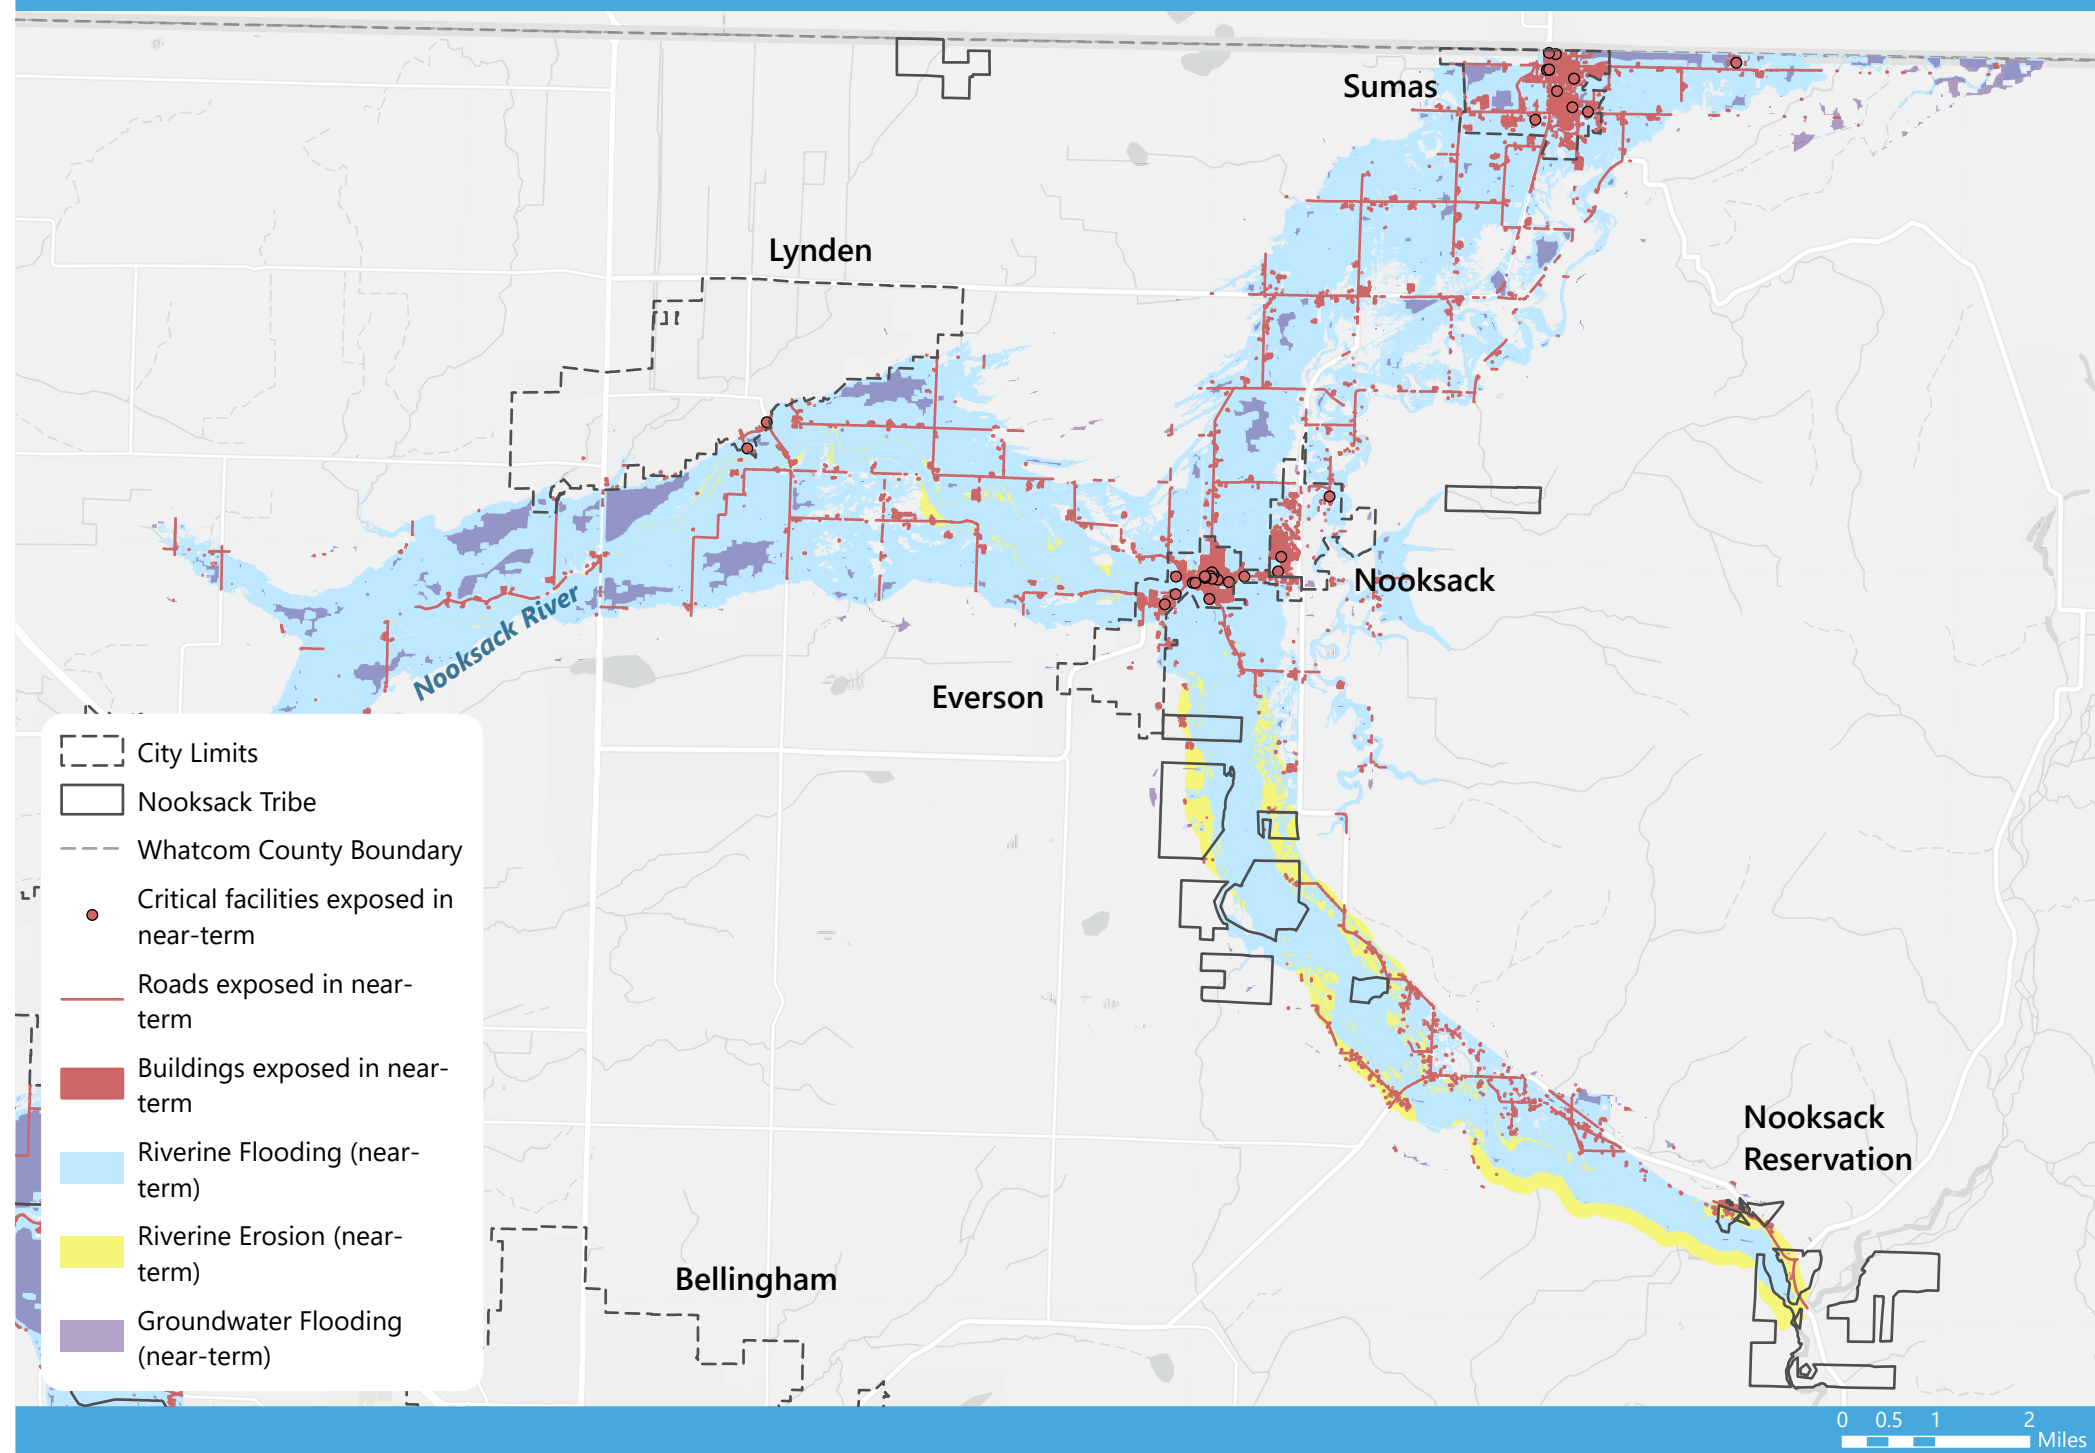 Sumas
Lynden
Nooksack
Nooksack River
Everson
City Limits
Nooksack Tribe
Whatcom County Boundary
Critical facilities exposed in
near-term
Roads exposed in near-
term
Buildings exposed in near-
term
Riverine Flooding (near-
term)
Riverine Erosion (near-
term)
Groundwater Flooding
(near-term)
Nooksack
Reservation
Bellingham
0 0.5 1 2
Miles